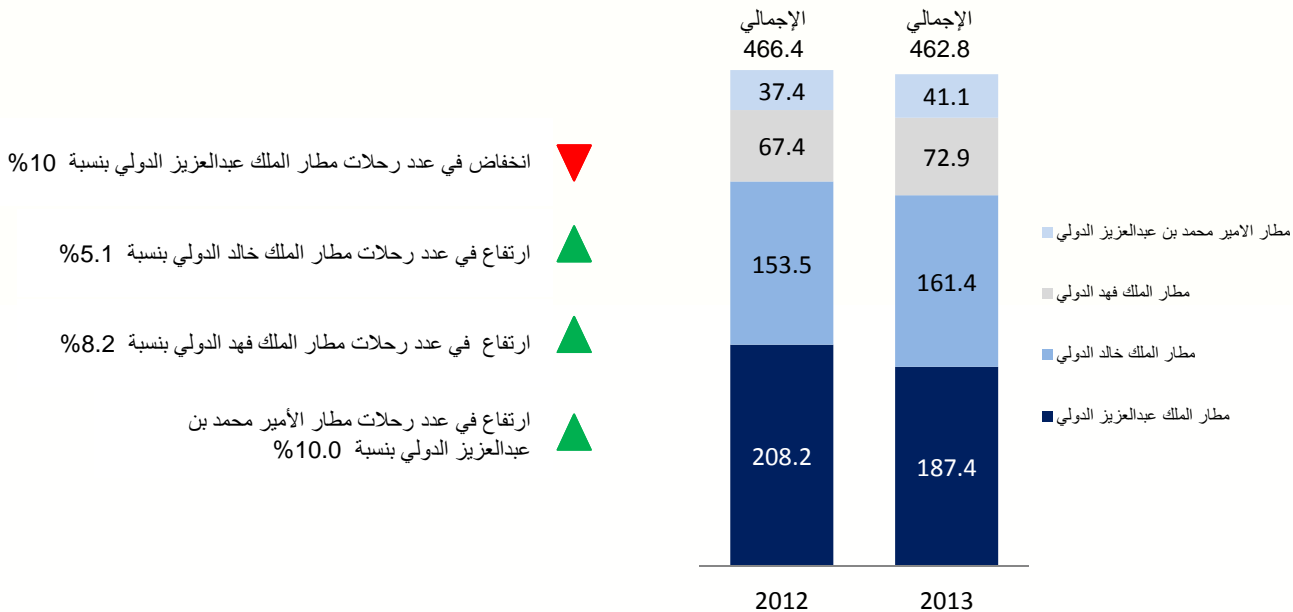 الإجمالي
466.4
الإجمالي
462.8
37.4
41.1
67.4
72.9
153.5
161.4
208.2
187.4
2012
2013
مطار الامير محمد بن عبدالعزيز الدولي
مطار الملك فهد الدولي
مطار الملك خالد الدولي
مطار الملك عبدالعزيز الدولي
انخفاض في عدد رحلات مطار الملك عبدالعزيز الدولي بنسبة 10%
ارتفاع في عدد رحلات مطار الملك خالد الدولي بنسبة 5.1%
ارتفاع في عدد رحلات مطار الملك فهد الدولي بنسبة 8.2%
ارتفاع في عدد رحلات مطار الأمير محمد بن
عبدالعزيز الدولي بنسبة 10.0%